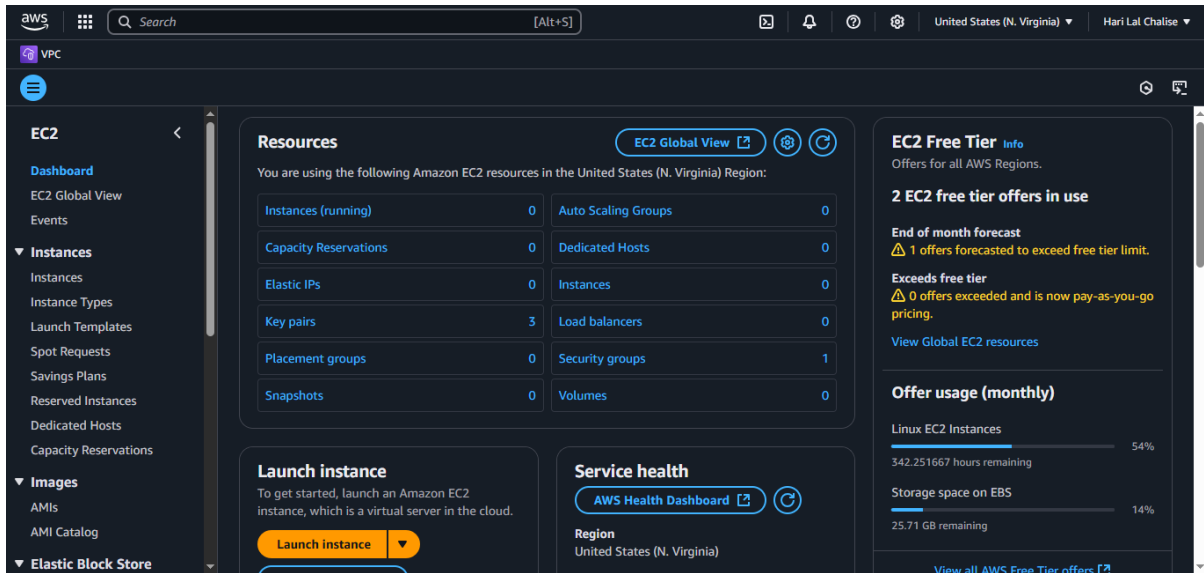 aws
Search [Alt+S]
United States (N. Virginia) ▼
Hari Lal Chalise ▼
VPC
EC2
Dashboard
EC2 Global View
Events
▼ Instances
Instances
Instance Types
Launch Templates
Spot Requests
Savings Plans
Reserved Instances
Dedicated Hosts
Capacity Reservations
▼ Images
AMIs
AMI Catalog
▼ Elastic Block Store
Resources
EC2 Global View
You are using the following Amazon EC2 resources in the United States (N. Virginia) Region:
Instances (running) 0 Auto Scaling Groups 0
Capacity Reservations 0 Dedicated Hosts 0
Elastic IPs 0 Instances 0
Key pairs 3 Load balancers 0
Placement groups 0 Security groups 1
Snapshots 0 Volumes 0
Launch instance
To get started, launch an Amazon EC2
instance, which is a virtual server in the cloud.
Launch instance ▼
Service health
AWS Health Dashboard
Region
United States (N. Virginia)
EC2 Free Tier Info
Offers for all AWS Regions.
2 EC2 free tier offers in use
End of month forecast
1 offers forecasted to exceed free tier limit.
Exceeds free tier
0 offers exceeded and is now pay-as-you-go
pricing.
View Global EC2 resources
Offer usage (monthly)
Linux EC2 Instances
54%
342.251667 hours remaining
Storage space on EBS
14%
25.71 GB remaining
View all AWS Free Tier offers